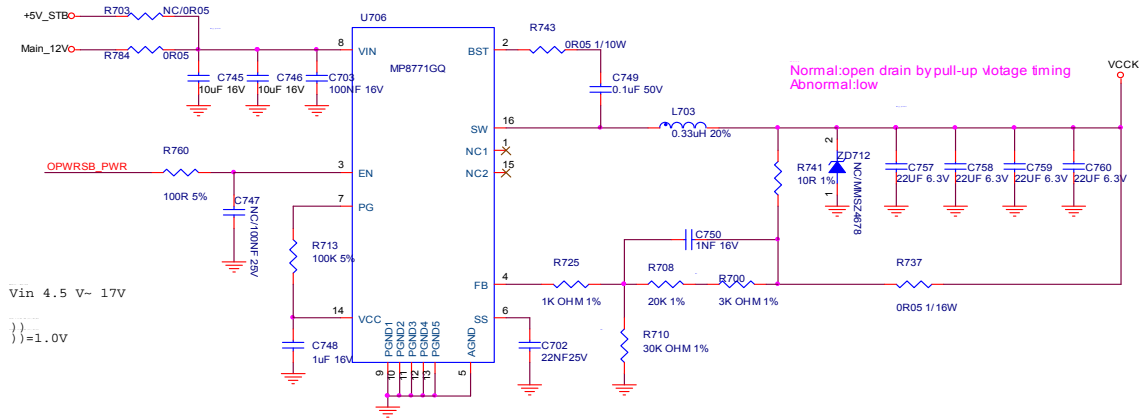 +5V_STB
R703
NC/0R05
Main_12V
R784
0R05
C745
10uF 16V
C746
10uF 16V
C703
100NF 16V
U706
MP8771GQ
8
VIN
BST
2
R743
0R05 1/10W
C749
0.1uF 50V
Normal:open drain by pull-up vlotage timing
Abnormal:low
VCCK
SW
16
L703
0.33uH 20%
NC1
1
NC2
15
OPWRSB_PWR
R760
100R 5%
3
EN
C747
NC/100NF 25V
7
PG
R713
100K 5%
R741
10R 1%
2
ZD712
1
NC/MMSZ4678
C757
22UF 6.3V
C758
22UF 6.3V
C759
22UF 6.3V
C760
22UF 6.3V
C750
1NF 16V
FB
4
R725
1K OHM 1%
R708
20K 1%
R700
3K OHM 1%
R737
0R05 1/16W
R710
30K OHM 1%
Vin 4.5 V~ 17V
))
))=1.0V
14
VCC
C748
1uF 16V
SS
6
C702
22NF25V
PGND1
PGND2
PGND3
PGND4
PGND5
AGND
9
10
11
12
13
5